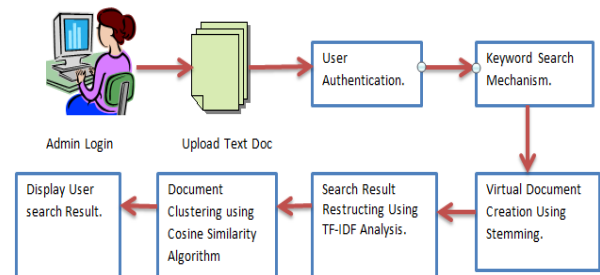 User
Authentication.
Keyword Search
Mechanism.
Admin Login
Upload Text Doc
Display User
search Result.
Document
Clustering using
Cosine Similarity
Algorithm
Search Result
Restructing Using
TF-IDF Analysis.
Virtual Document
Creation Using
Stemming.